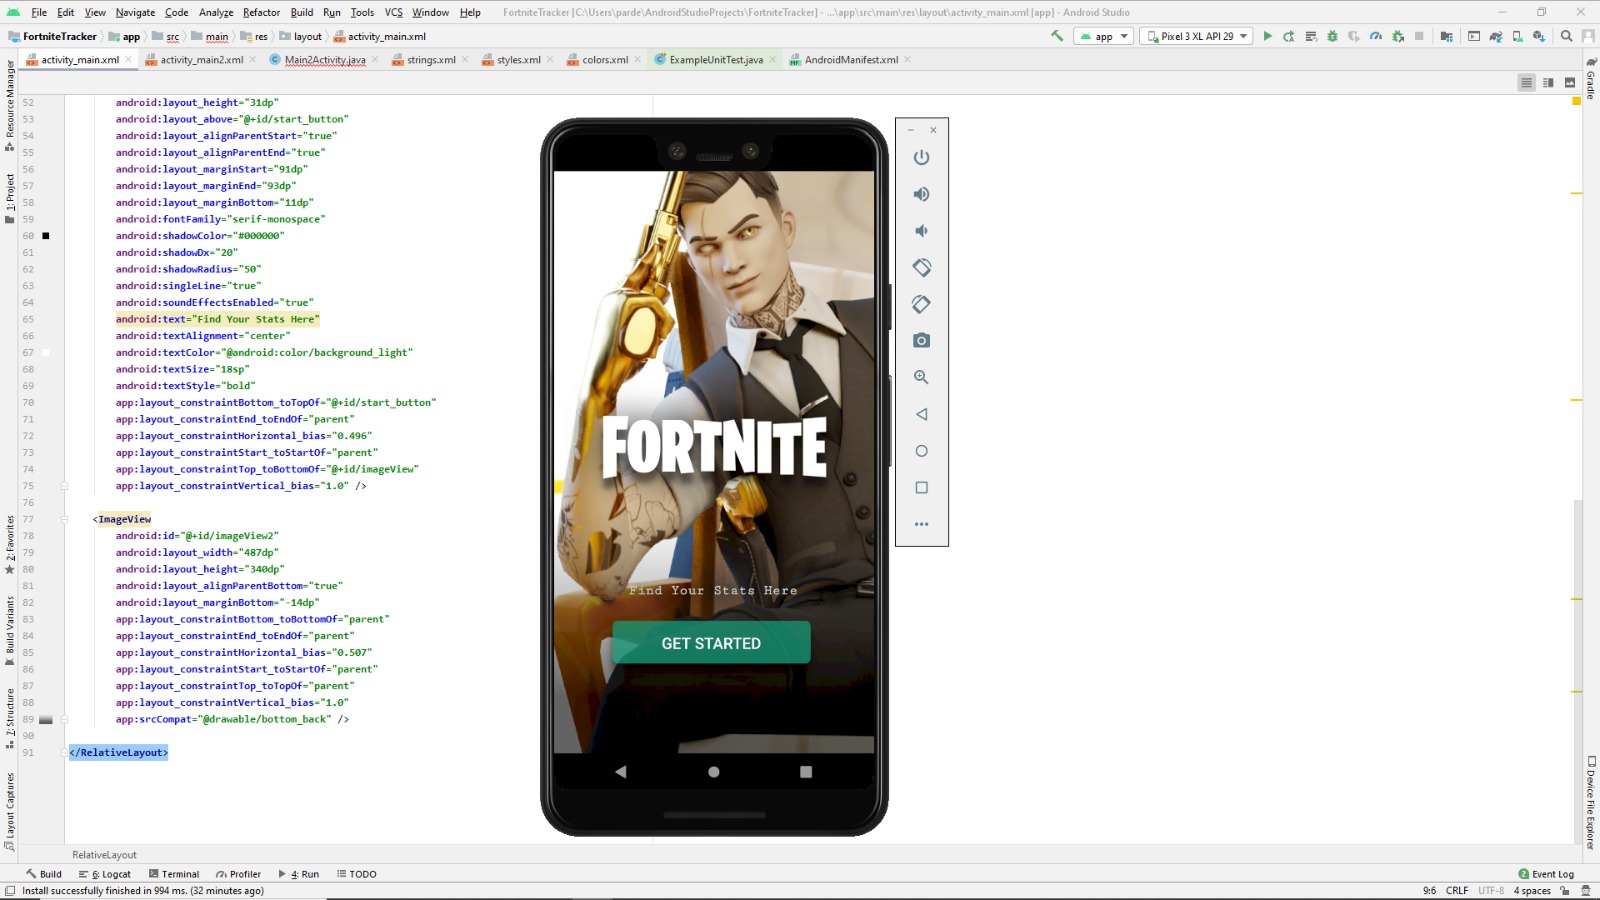 File Edit View Navigate Code Analyze Refactor Build Run Tools VCS Window Help FortniteTracker [C:\Users\parde\AndroidStudioProjects\FortniteTracker] - ...\app\src\main\res\layout\activity_main.xml [app] - Android Studio
FortniteTracker app src main res layout activity_main.xml app Pixel 3 XL API 29
activity_main.xml activity_main2.xml Main2Activity.java strings.xml styles.xml colors.xml ExampleUnitTest.java AndroidManifest.xml
Resource Manager
1: Project
2: Favorites
Build Variants
7: Structure
Layout Captures
52 android:layout_height="31dp"
53 android:layout_above="@+id/start_button"
54 android:layout_alignParentStart="true"
55 android:layout_alignParentEnd="true"
56 android:layout_marginStart="91dp"
57 android:layout_marginEnd="93dp"
58 android:layout_marginBottom="11dp"
59 android:fontFamily="serif-monospace"
60 android:shadowColor="#000000"
61 android:shadowDx="20"
62 android:shadowRadius="50"
63 android:singleLine="true"
64 android:soundEffectsEnabled="true"
65 android:text="Find Your Stats Here"
66 android:textAlignment="center"
67 android:textColor="@android:color/background_light"
68 android:textSize="18sp"
69 android:textStyle="bold"
70 app:layout_constraintBottom_toTopOf="@+id/start_button"
71 app:layout_constraintEnd_toEndOf="parent"
72 app:layout_constraintHorizontal_bias="0.496"
73 app:layout_constraintStart_toStartOf="parent"
74 app:layout_constraintTop_toBottomOf="@+id/imageView"
75 app:layout_constraintVertical_bias="1.0" />
76
77 <ImageView
78 android:id="@+id/imageView2"
79 android:layout_width="487dp"
80 android:layout_height="340dp"
81 android:layout_alignParentBottom="true"
82 android:layout_marginBottom="-14dp"
83 app:layout_constraintBottom_toBottomOf="parent"
84 app:layout_constraintEnd_toEndOf="parent"
85 app:layout_constraintHorizontal_bias="0.507"
86 app:layout_constraintStart_toStartOf="parent"
87 app:layout_constraintTop_toTopOf="parent"
88 app:layout_constraintVertical_bias="1.0"
89 app:srcCompat="@drawable/bottom_back" />
90
91 </RelativeLayout>
FORTNITE
Find Your Stats Here
GET STARTED
Gradle
Device File Explorer
RelativeLayout
Build 6: Logcat Terminal Profiler 4: Run TODO 2 Event Log
Install successfully finished in 994 ms. (32 minutes ago) 9:6 CRLF UTF-8 4 spaces